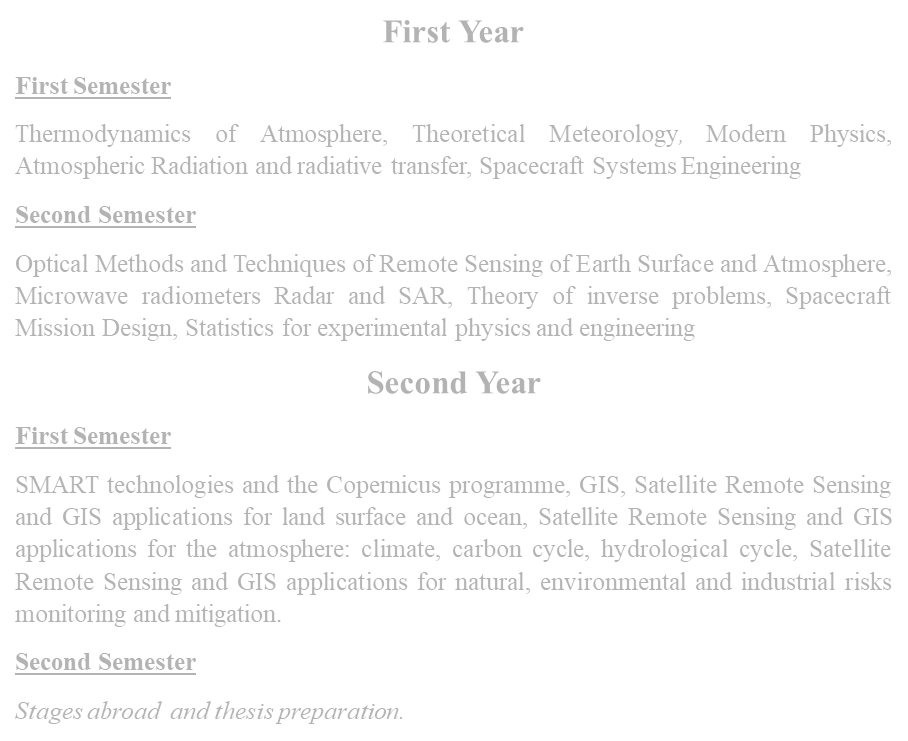 First Year
First Semester
Thermodynamics of Atmosphere, Theoretical Meteorology, Modern Physics,
Atmospheric Radiation and radiative transfer, Spacecraft Systems Engineering
Second Semester
Optical Methods and Techniques of Remote Sensing of Earth Surface and Atmosphere,
Microwave radiometers Radar and SAR, Theory of inverse problems, Spacecraft
Mission Design, Statistics for experimental physics and engineering
Second Year
First Semester
SMART technologies and the Copernicus programme, GIS, Satellite Remote Sensing
and GIS applications for land surface and ocean, Satellite Remote Sensing and GIS
applications for the atmosphere: climate, carbon cycle, hydrological cycle, Satellite
Remote Sensing and GIS applications for natural, environmental and industrial risks
monitoring and mitigation.
Second Semester
Stages abroad and thesis preparation.